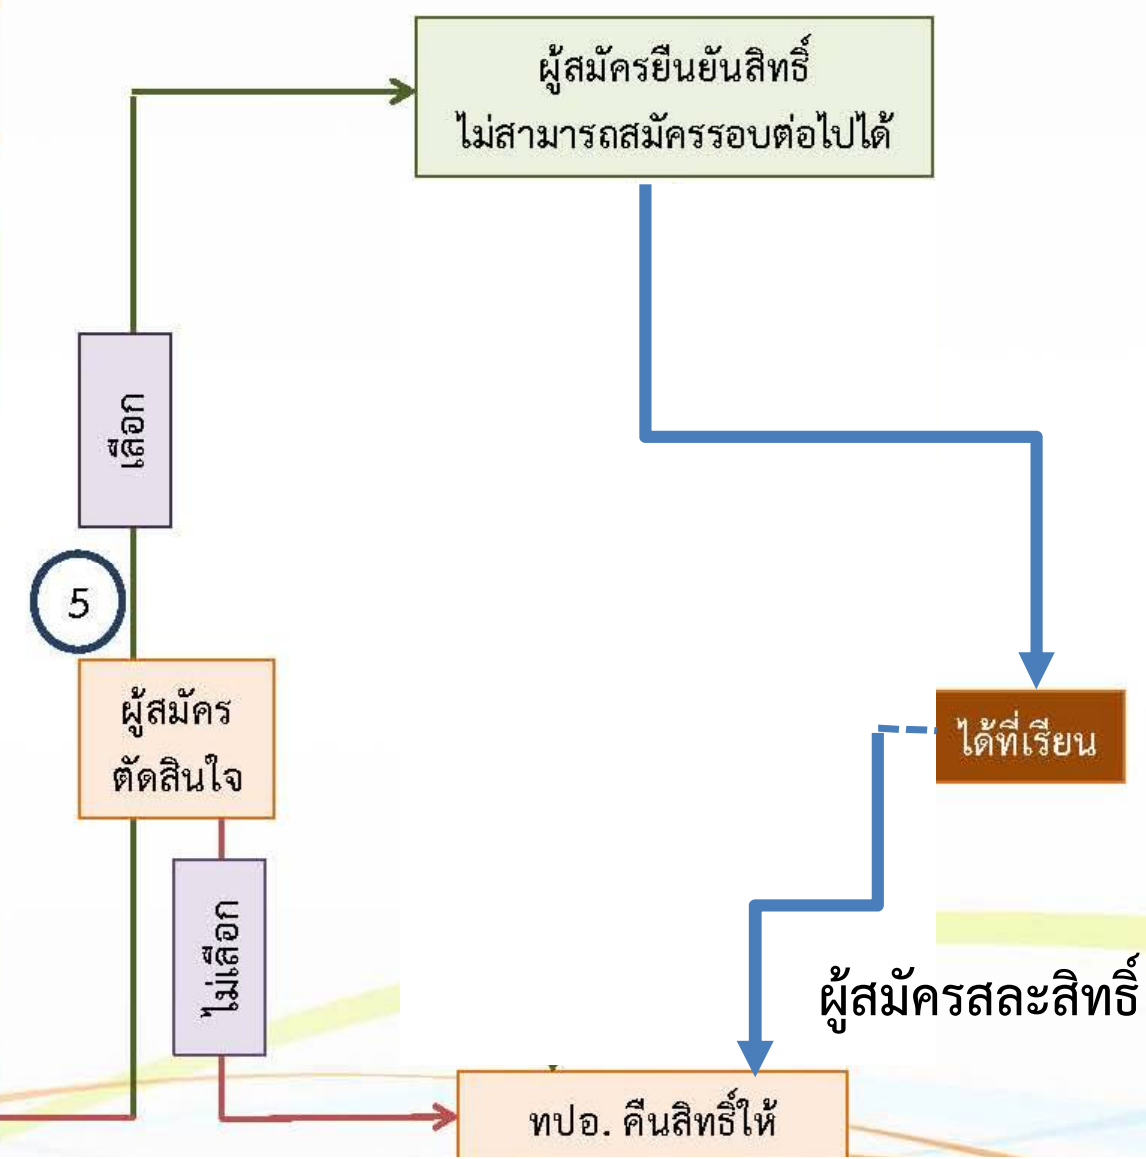 ผู้สมัครยืนยันสิทธิ์
ไม่สามารถสมัครรอบต่อไปได้
เลือก
5
ผู้สมัคร
ตัดสินใจ
ได้ที่เรียน
ไม่เลือก
ผู้สมัครสละสิทธิ์
ทปอ. คืนสิทธิ์ให้